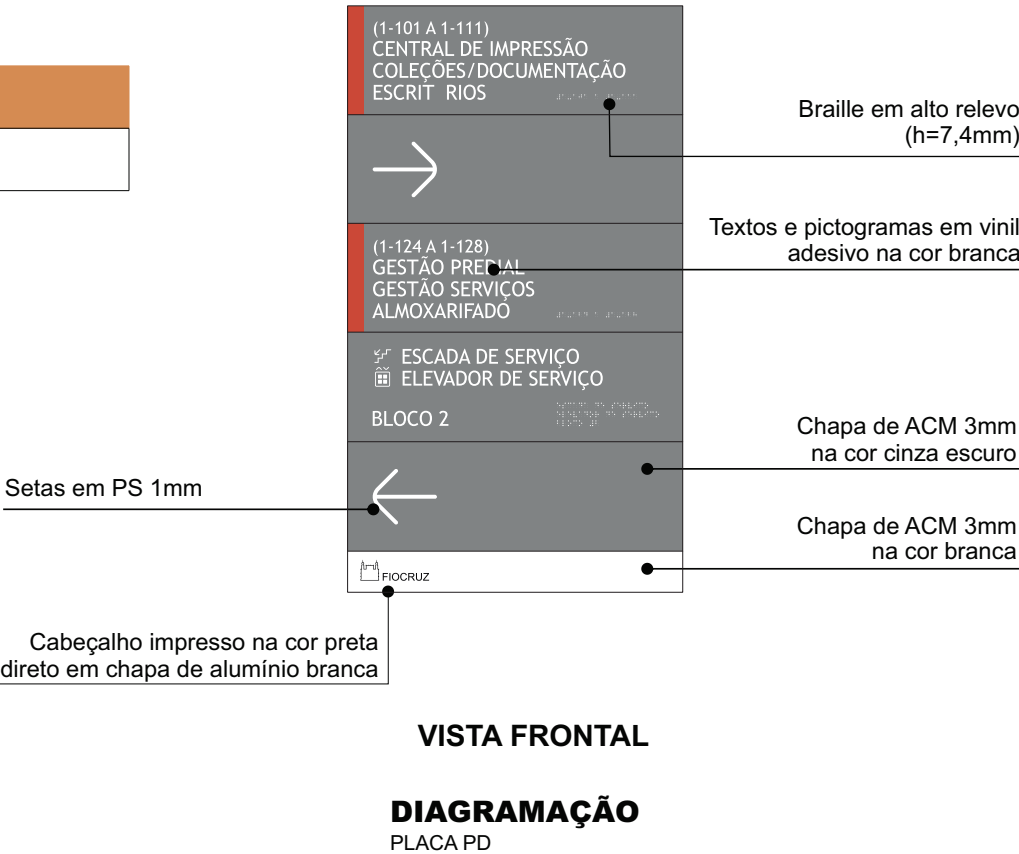 (1-101 A 1-111)
CENTRAL DE IMPRESSÃO
COLEÇÕES/DOCUMENTAÇÃO
ESCRIT RIOS
Braille em alto relevo
(h=7,4mm)
Textos e pictogramas em vinil
adesivo na cor branca
(1-124 A 1-128)
GESTÃO PREDIAL
GESTÃO SERVIÇOS
ALMOXARIFADO
ESCADA DE SERVIÇO
ELEVADOR DE SERVIÇO
BLOCO 2
Chapa de ACM 3mm
na cor cinza escuro
Setas em PS 1mm
Chapa de ACM 3mm
na cor branca
FIOCRUZ
Cabeçalho impresso na cor preta
direto em chapa de alumínio branca
VISTA FRONTAL
DIAGRAMAÇÃO
PLACA PD